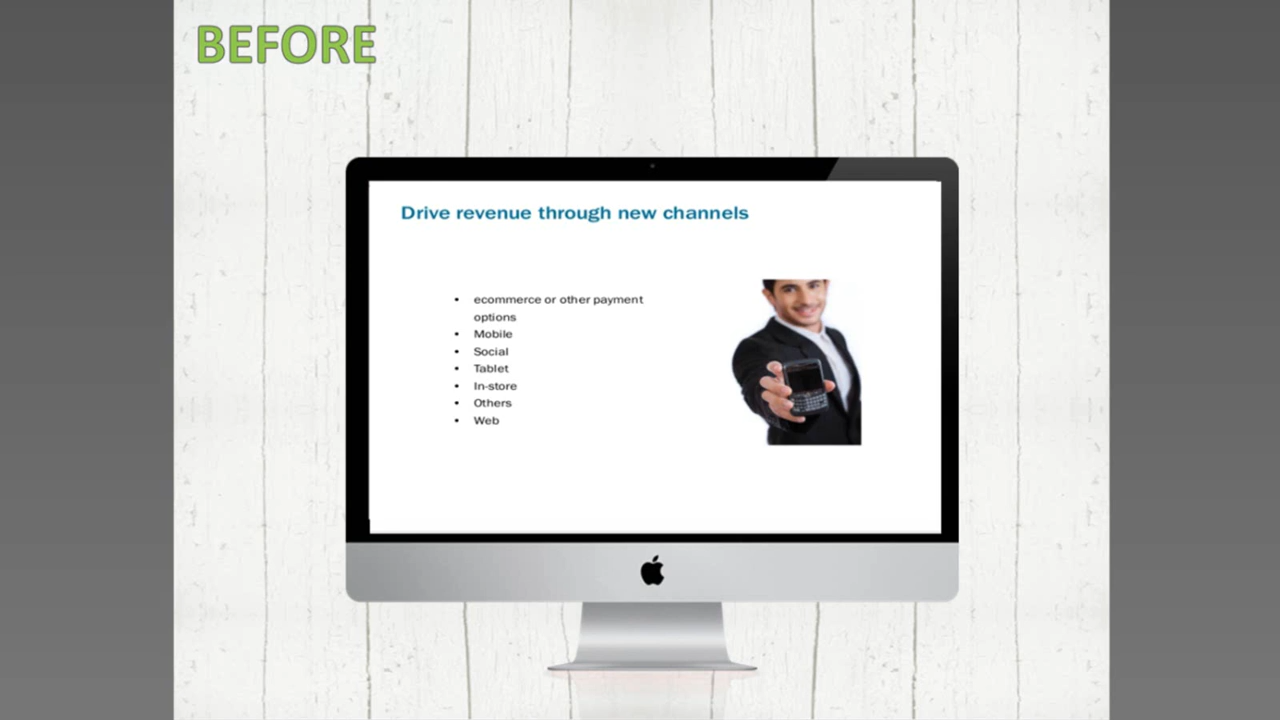 BEFORE
Drive revenue through new channels
• ecommerce or other payment
options
• Mobile
• Social
• Tablet
• In-store
• Others
• Web